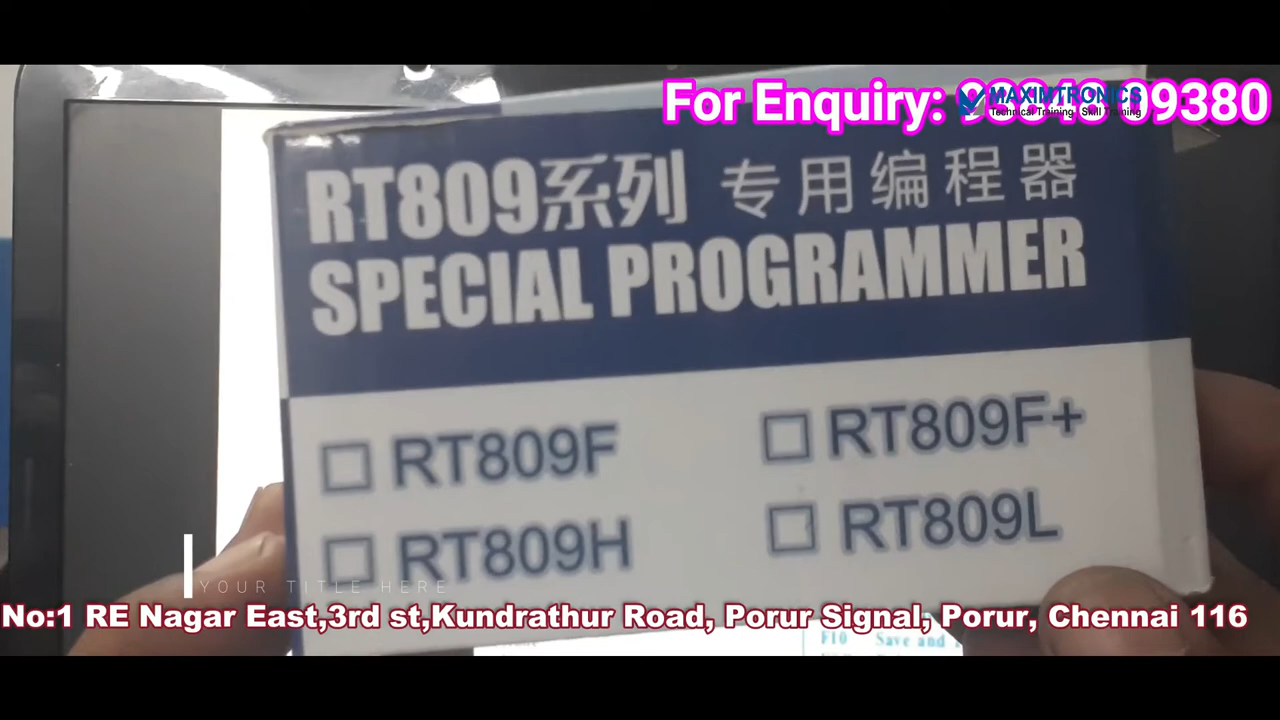 For Enquiry: 09380
MAXIMTRONICS
Technical Training Skill Training
RT809系列 专用编程器
SPECIAL PROGRAMMER
RT809F RT809F+
RT809H RT809L
YOUR TITLE HERE
No:1 RE Nagar East,3rd st,Kundrathur Road, Porur Signal, Porur, Chennai 116
F10 Save and